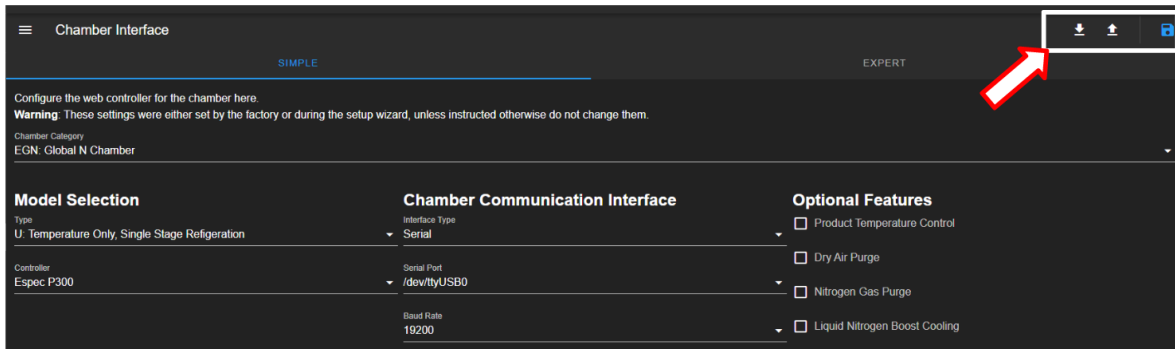 Chamber Interface
SIMPLE
EXPERT
Configure the web controller for the chamber here.
Warning: These settings were either set by the factory or during the setup wizard, unless instructed otherwise do not change them.
Chamber Category
EGN: Global N Chamber
Model Selection
Type
U: Temperature Only, Single Stage Refigeration
Controller
Espec P300
Chamber Communication Interface
Interface Type
Serial
Serial Port
/dev/ttyUSB0
Baud Rate
19200
Optional Features
Product Temperature Control
Dry Air Purge
Nitrogen Gas Purge
Liquid Nitrogen Boost Cooling